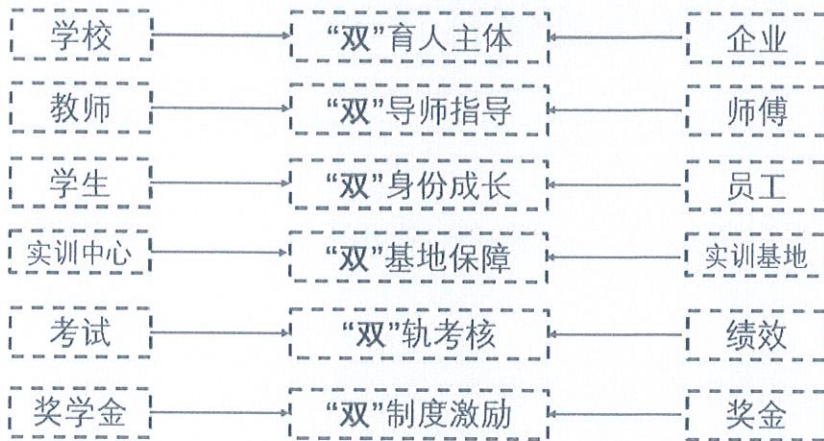 学校 “双”育人主体 企业
教师 “双”导师指导 师傅
学生 “双”身份成长 员工
实训中心 “双”基地保障 实训基地
考试 “双”轨考核 绩效
奖学金 “双”制度激励 奖金